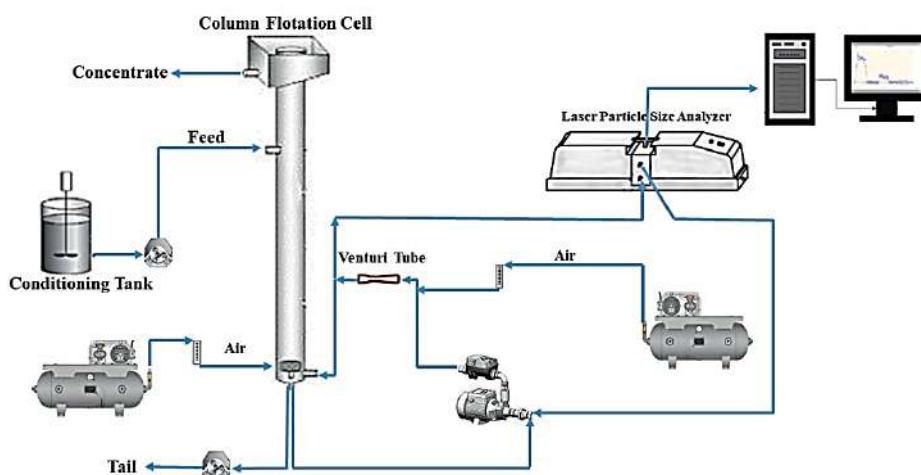 Column Flotation Cell
Concentrate
Laser Particle Size Analyzer
Feed
Venturi Tube
Air
Conditioning Tank
Air
Tail